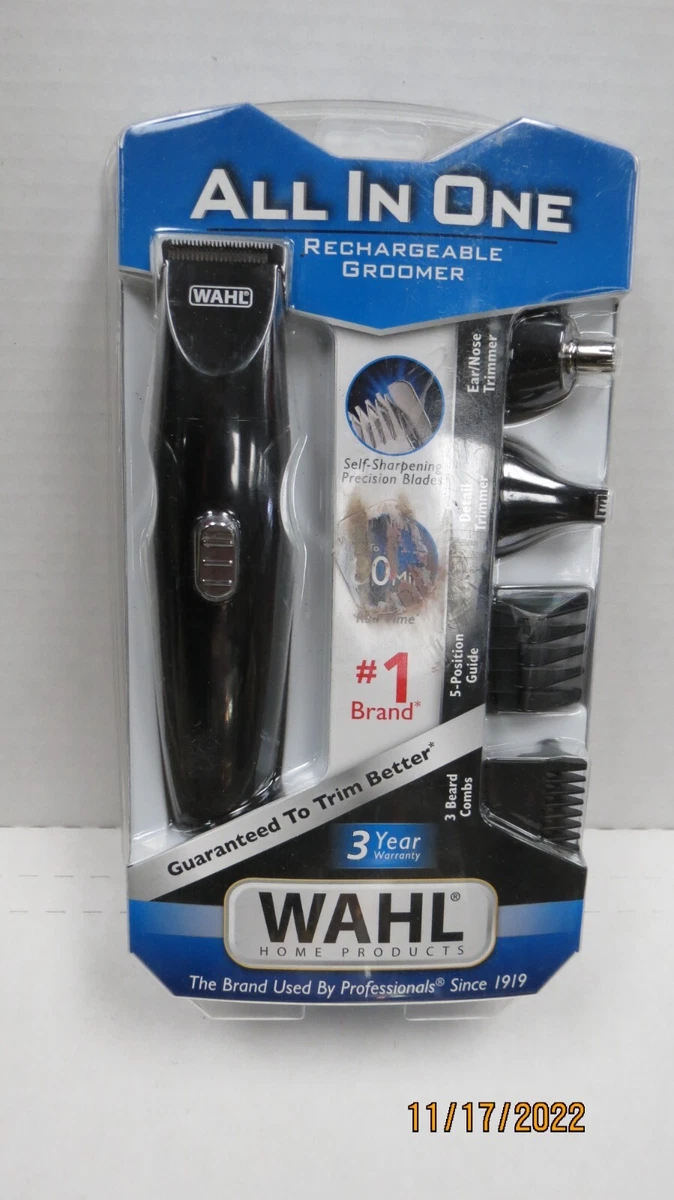 ALL IN ONE
RECHARGEABLE
GROOMER
WAHL®
Ear/Nose
Trimmer
Self-Sharpening
Precision Blades
Detail
Trimmer
Run Time*
5-Position
Guide
#1
Brand*
3 Beard
Combs
Guaranteed To Trim Better*
3 Year
Warranty
WAHL®
HOME PRODUCTS
The Brand Used By Professionals® Since 1919
11/17/2022